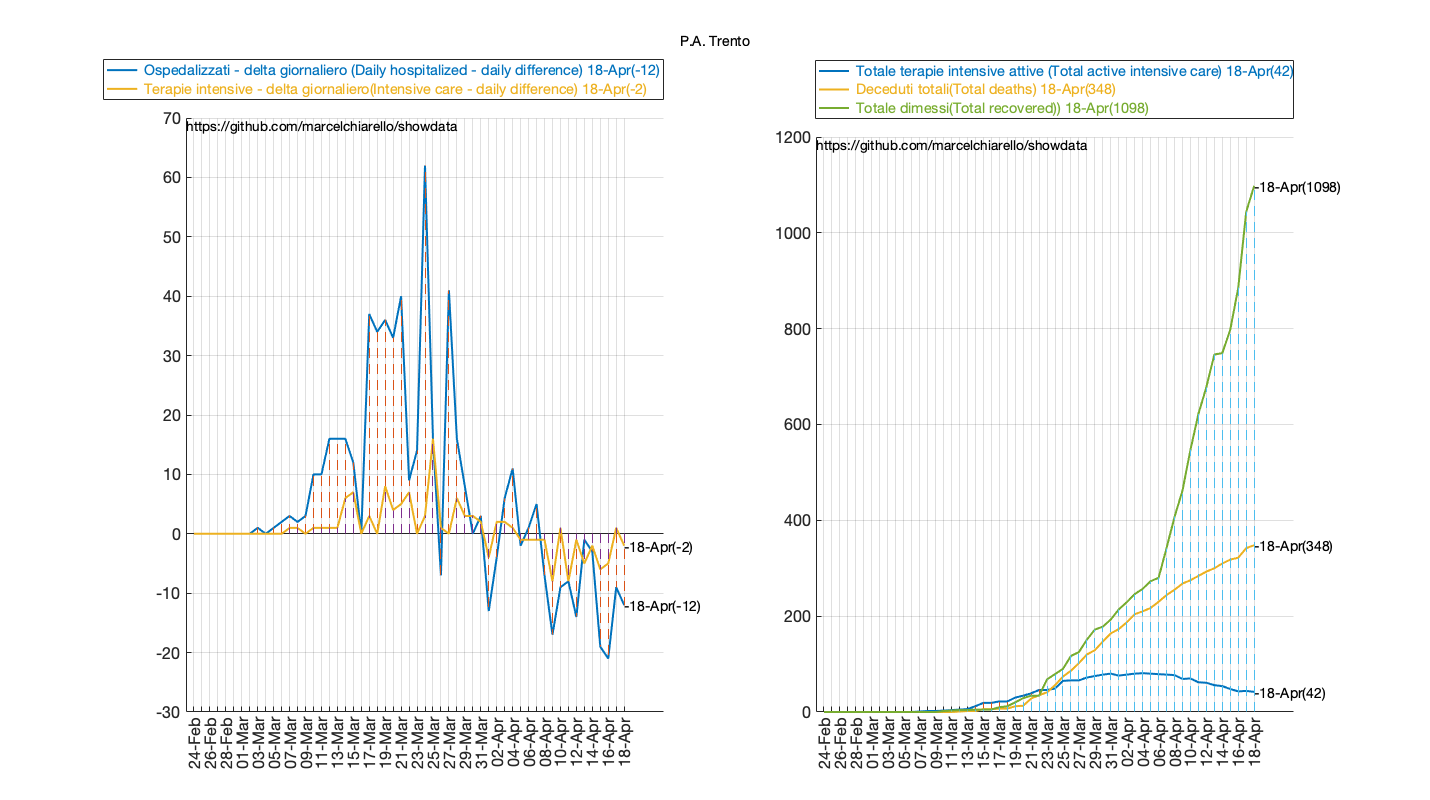 P.A. Trento
Ospedalizzati - delta giornaliero (Daily hospitalized - daily difference) 18-Apr(-12)
Terapie intensive - delta giornaliero(Intensive care - daily difference) 18-Apr(-2)
https://github.com/marcelchiarello/showdata
70
60
50
40
30
20
10
0
-10
-20
-30
18-Apr(-2)
18-Apr(-12)
24-Feb
26-Feb
28-Feb
01-Mar
03-Mar
05-Mar
07-Mar
09-Mar
11-Mar
13-Mar
15-Mar
17-Mar
19-Mar
21-Mar
23-Mar
25-Mar
27-Mar
29-Mar
31-Mar
02-Apr
04-Apr
06-Apr
08-Apr
10-Apr
12-Apr
14-Apr
16-Apr
18-Apr
Totale terapie intensive attive (Total active intensive care) 18-Apr(42)
Deceduti totali(Total deaths) 18-Apr(348)
Totale dimessi(Total recovered)) 18-Apr(1098)
https://github.com/marcelchiarello/showdata
1200
1000
800
600
400
200
0
18-Apr(1098)
18-Apr(348)
18-Apr(42)
24-Feb
26-Feb
28-Feb
01-Mar
03-Mar
05-Mar
07-Mar
09-Mar
11-Mar
13-Mar
15-Mar
17-Mar
19-Mar
21-Mar
23-Mar
25-Mar
27-Mar
29-Mar
31-Mar
02-Apr
04-Apr
06-Apr
08-Apr
10-Apr
12-Apr
14-Apr
16-Apr
18-Apr